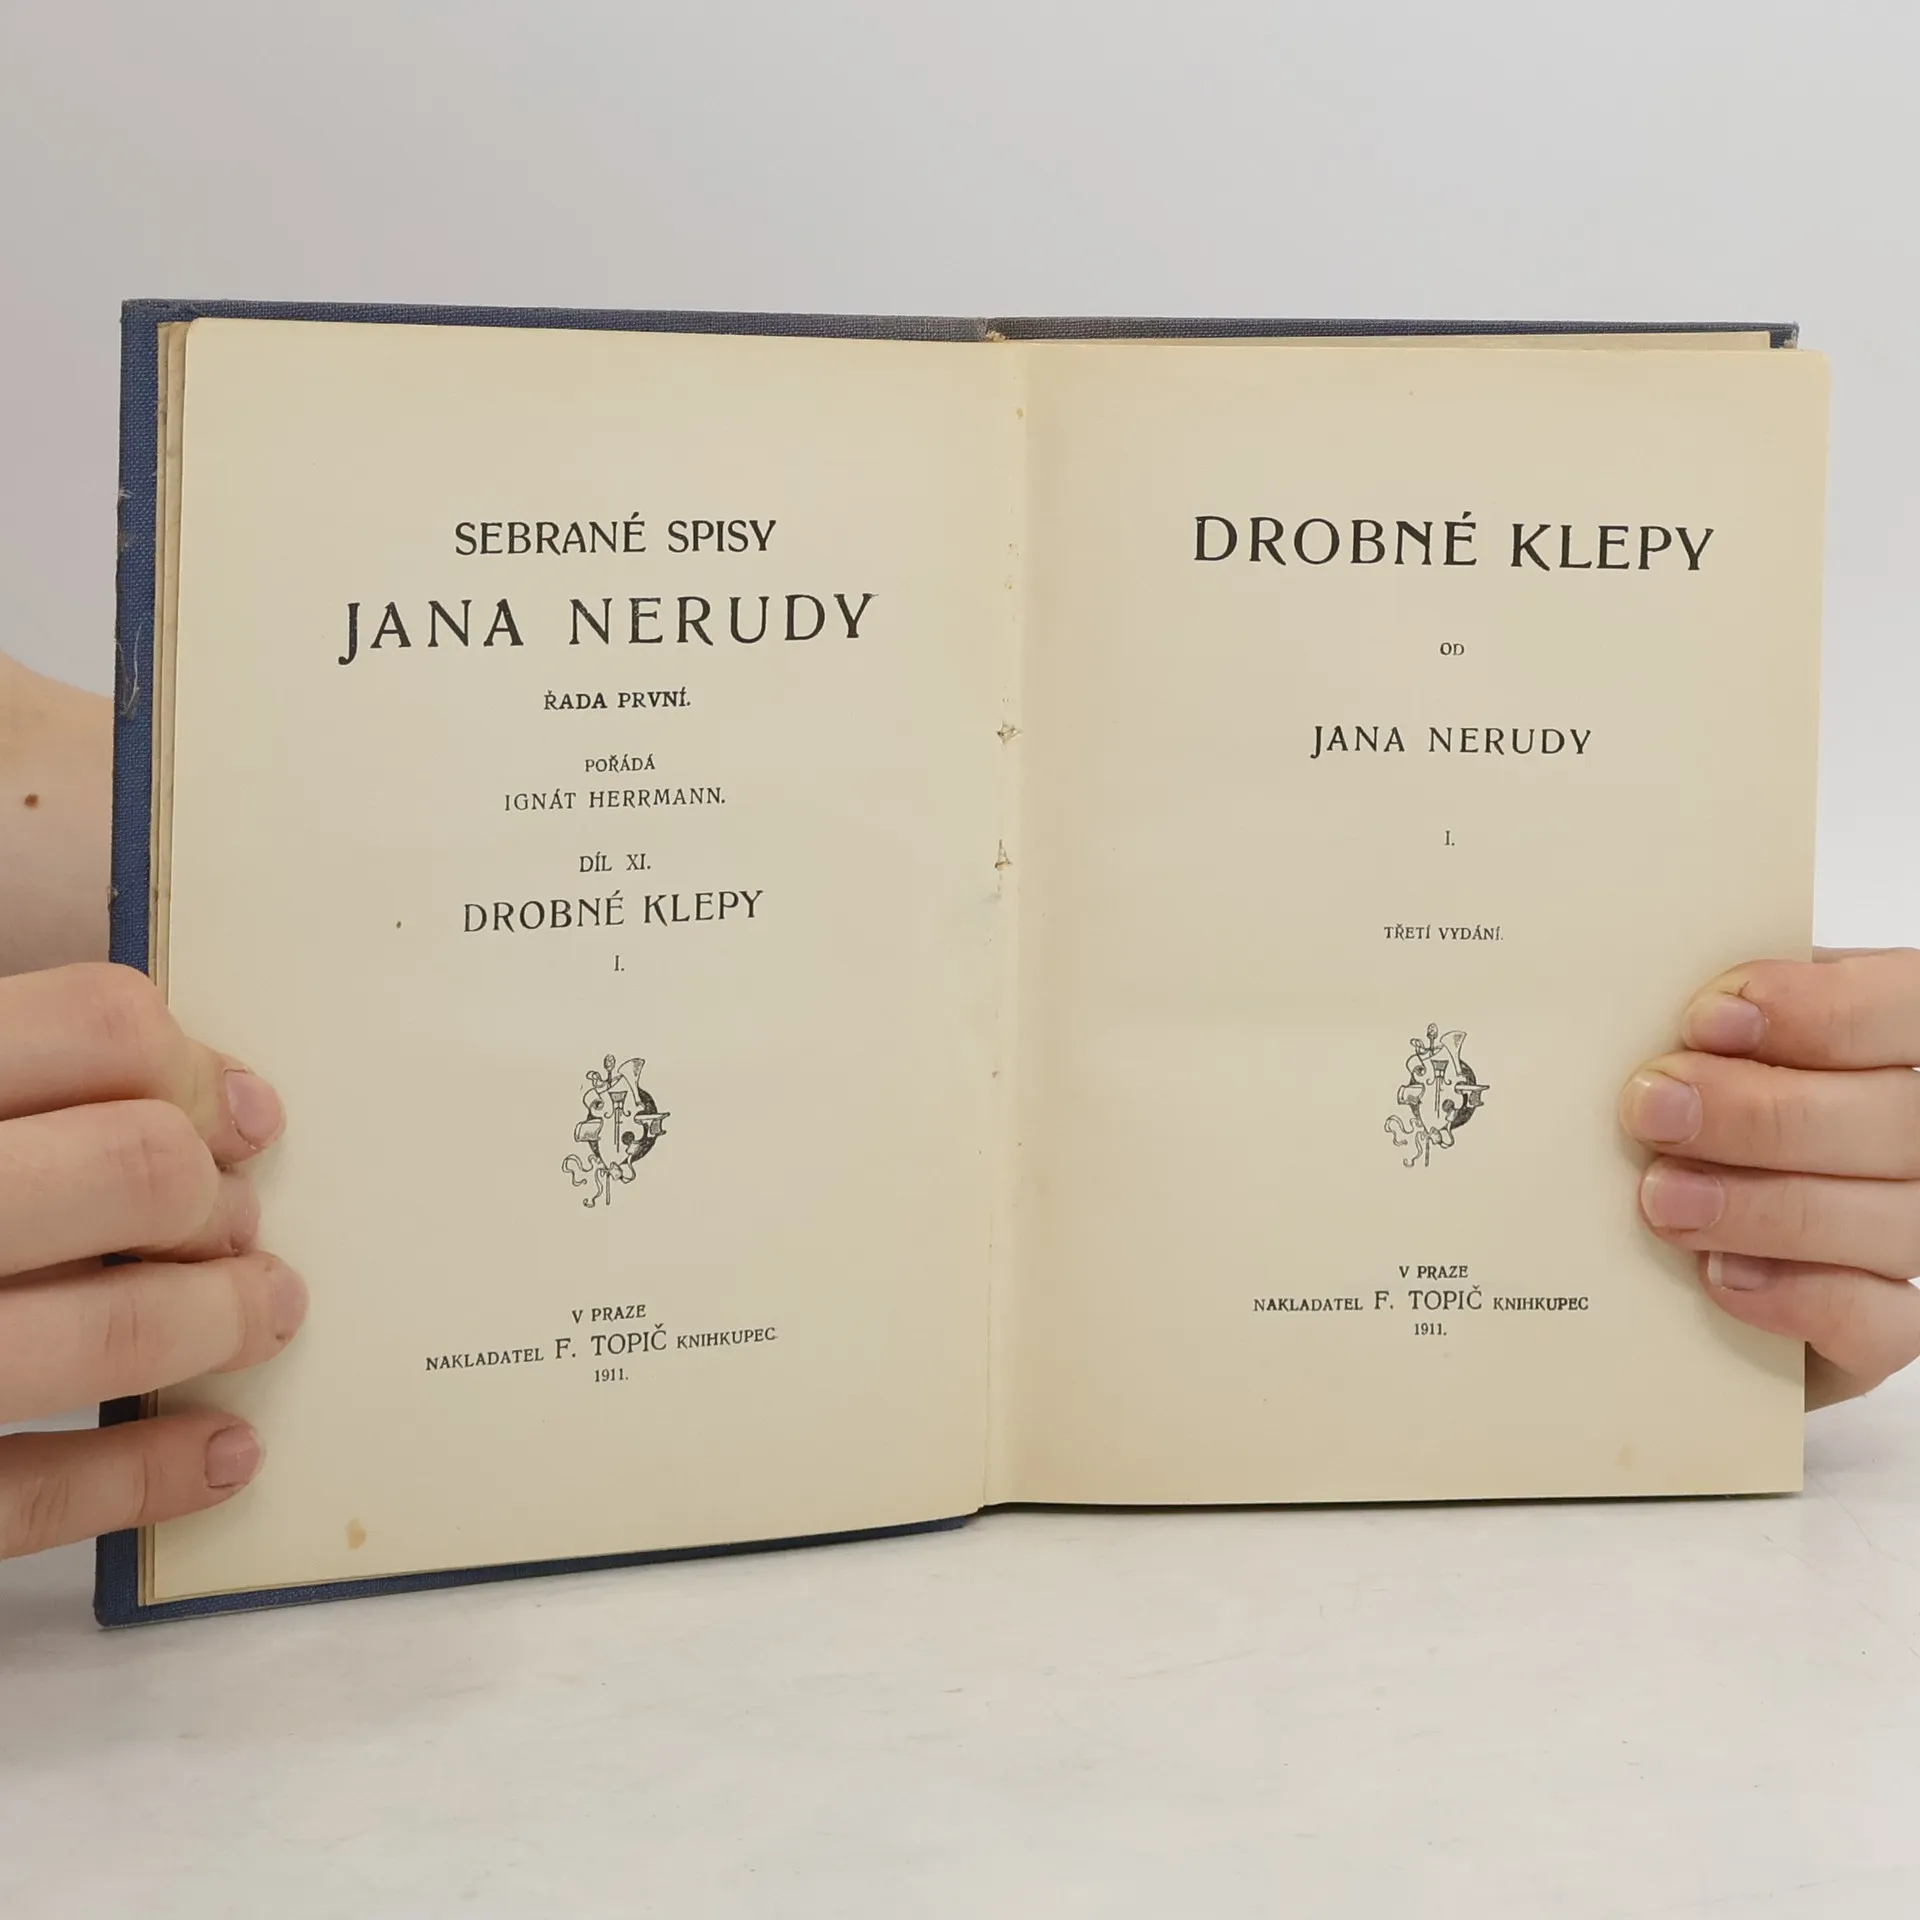 SEBRANÉ SPISY
JANA NERUDY
ŘADA PRVNÍ.
POŘÁDÁ
IGNÁT HERRMANN.
DÍL XI.
DROBNÉ KLEPY
I.
V PRAZE
NAKLADATEL F. TOPIČ KNIHKUPEC
1911.
DROBNÉ KLEPY
OD
JANA NERUDY
I.
TŘETÍ VYDÁNÍ.
V PRAZE
NAKLADATEL F. TOPIČ KNIHKUPEC
1911.